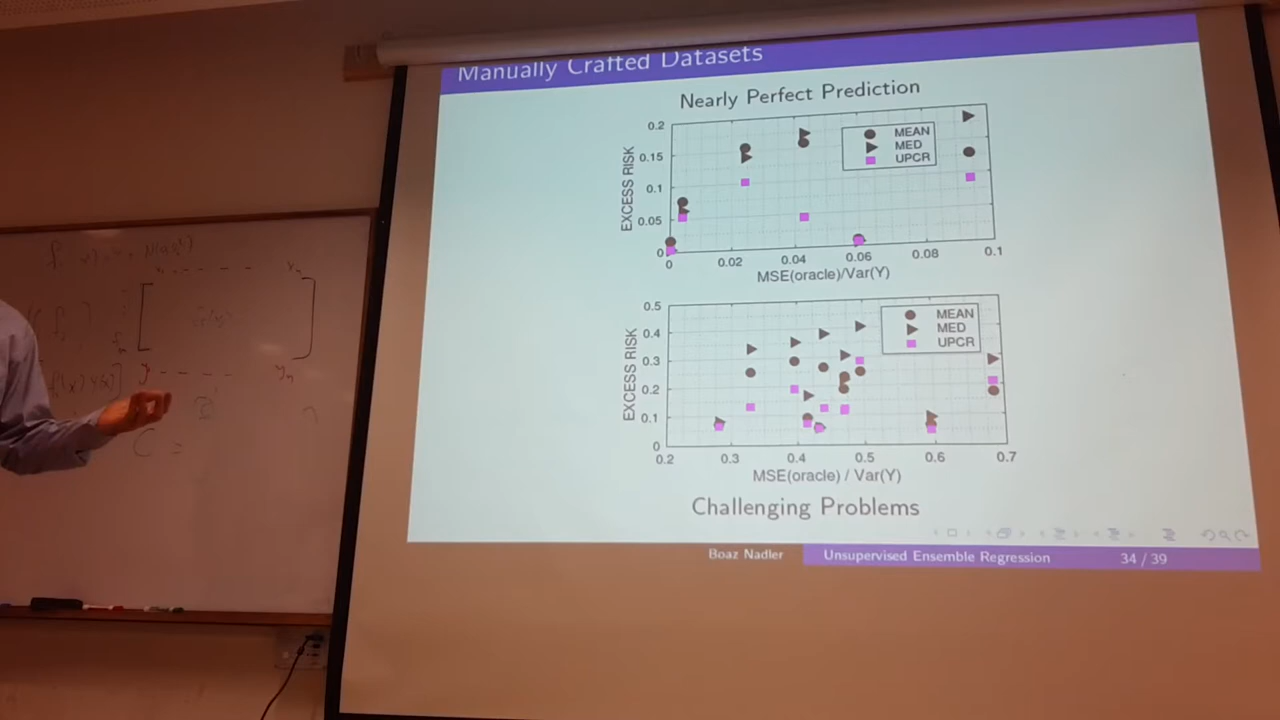 Manually Crafted Datasets
Nearly Perfect Prediction
EXCESS RISK
0.2
0.15
0.1
0.05
0
MEAN
MED
UPCR
0 0.02 0.04 0.06 0.08 0.1
MSE(oracle)/Var(Y)
EXCESS RISK
0.5
0.4
0.3
0.2
0.1
0
MEAN
MED
UPCR
0.2 0.3 0.4 0.5 0.6 0.7
MSE(oracle) / Var(Y)
Challenging Problems
Boaz Nadler Unsupervised Ensemble Regression 34 / 39
C =